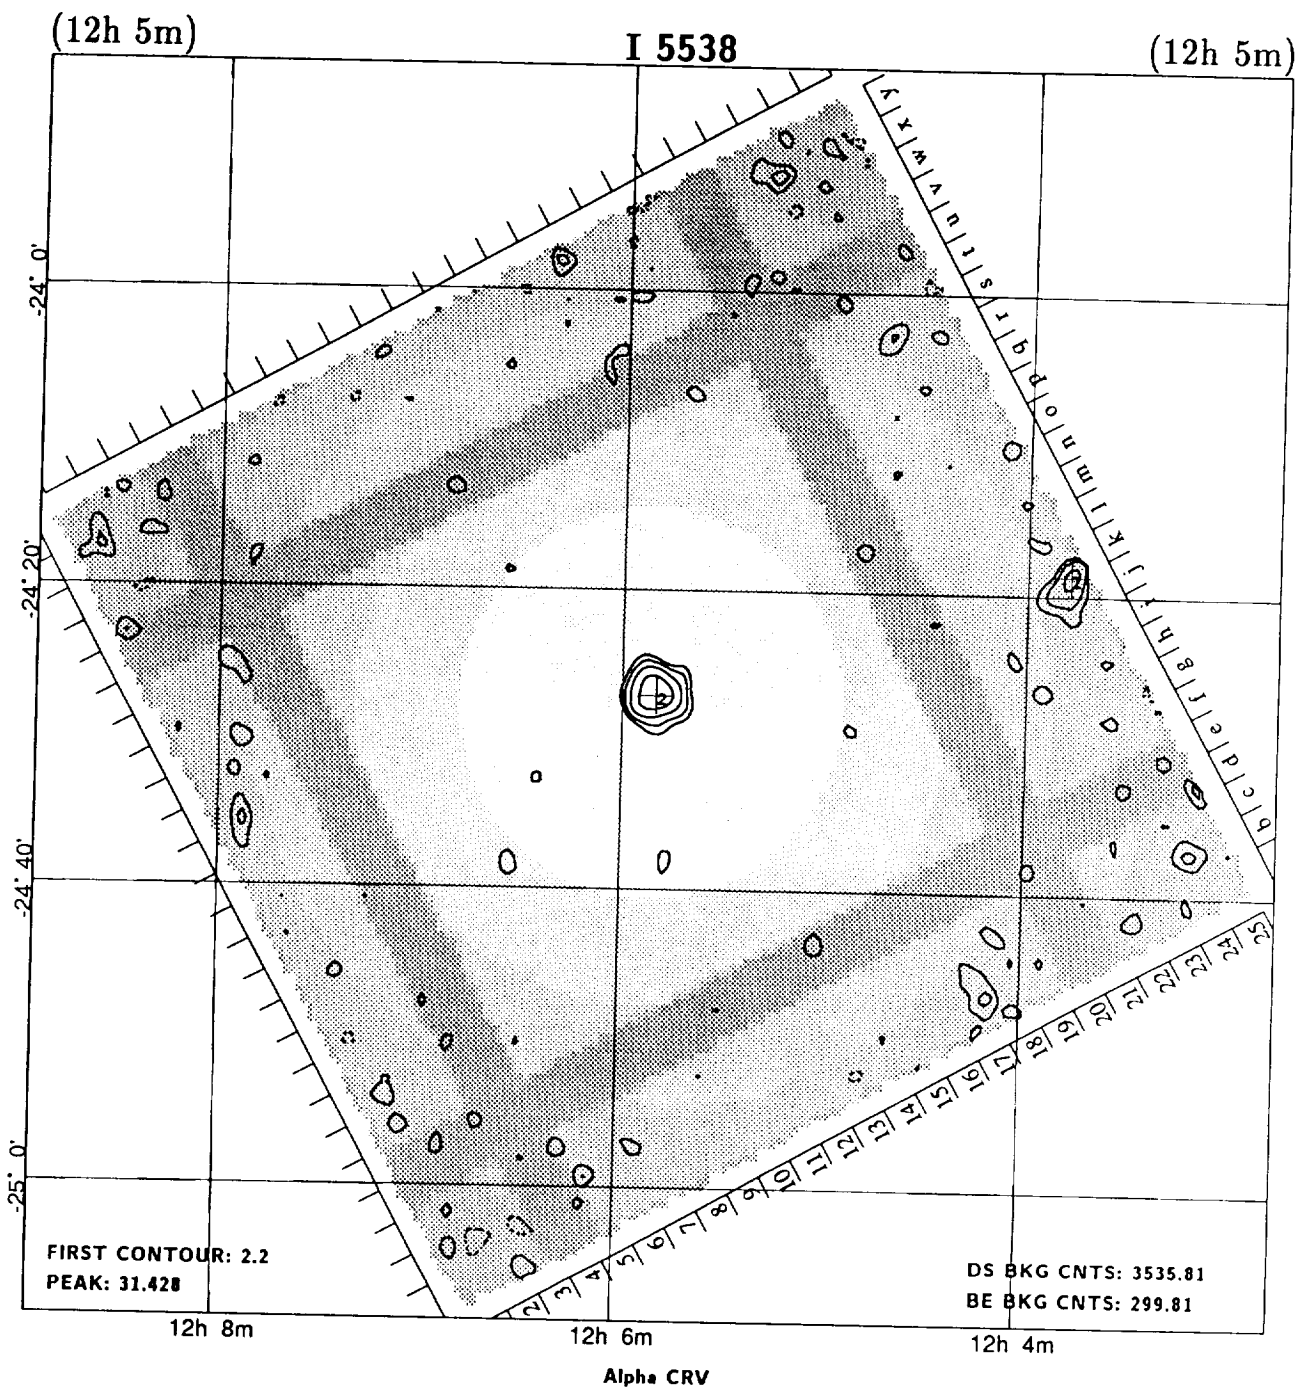 (12h 5m)
I 5538
(12h 5m)
y x w v u t s r q p o n m l k j i h g f e d c b
-24° 0'
-24° 20'
-24° 40'
-25° 0'
2
2
2 3 4 5 6 7 8 9 10 11 12 13 14 15 16 17 18 19 20 21 22 23 24 25
FIRST CONTOUR: 2.2
PEAK: 31.428
DS BKG CNTS: 3535.81
BE BKG CNTS: 299.81
12h 8m
12h 6m
12h 4m
Alpha CRV